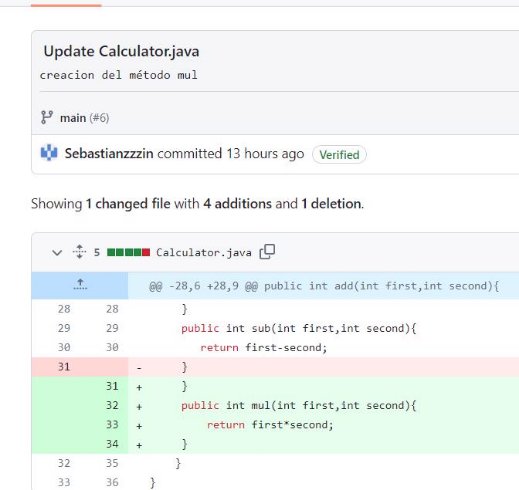 Update Calculator.java
creacion del método mul
main (#6)
Sebastianzzzin committed 13 hours ago Verified
Showing 1 changed file with 4 additions and 1 deletion.
5 Calculator.java
@@ -28,6 +28,9 @@ public int add(int first,int second){
28 28 }
29 29 public int sub(int first,int second){
30 30 return first-second;
31 - }
31 + }
32 + public int mul(int first,int second){
33 + return first*second;
34 + }
32 35 }
33 36 }